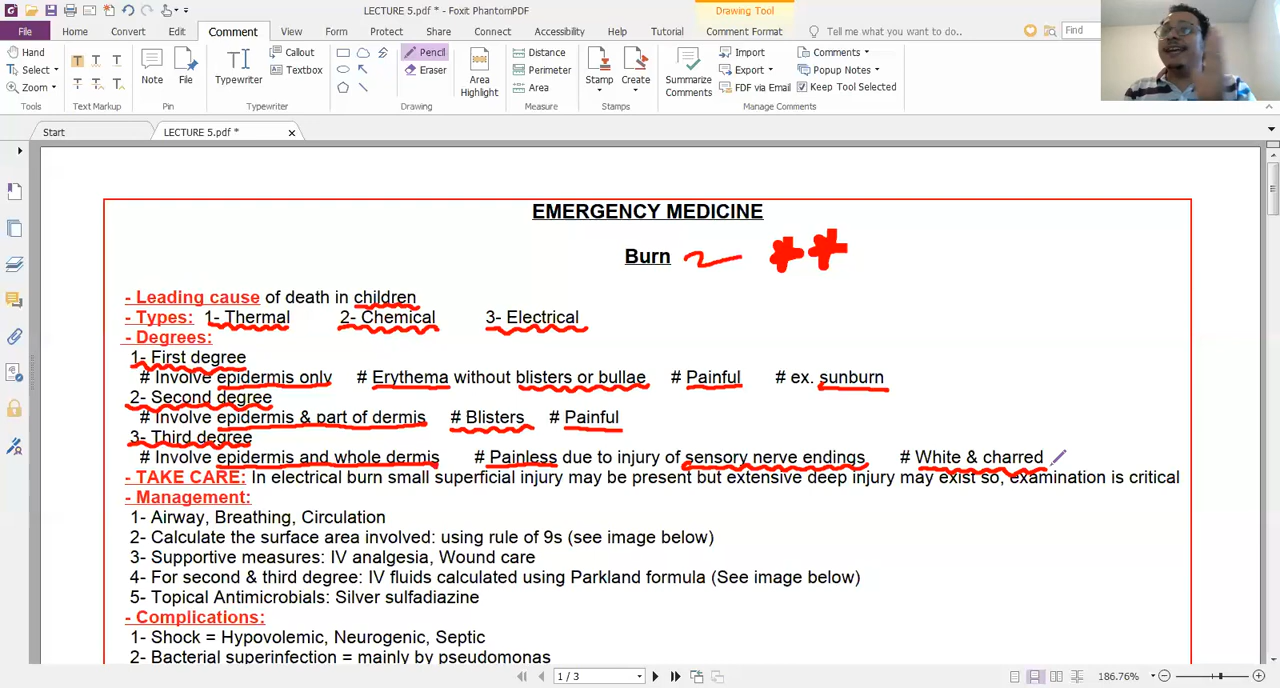 LECTURE 5.pdf * - Foxit PhantomPDF
Drawing Tool
File Home Convert Edit Comment View Form Protect Share Connect Accessibility Help Tutorial Comment Format Tell me what you want to do.. Find
Hand Select Zoom Tools
T T T T T T Text Markup
Note File Pin
Typewriter Callout Textbox Typewriter
Pencil Eraser Drawing
Area Highlight Distance Perimeter Area Measure
Stamp Create Stamps
Summarize Comments Import Export FDF via Email Comments Popup Notes Keep Tool Selected Manage Comments
Start LECTURE 5.pdf *
EMERGENCY MEDICINE
Burn
- Leading cause of death in children
- Types: 1- Thermal 2- Chemical 3- Electrical
- Degrees:
1- First degree
# Involve epidermis only # Erythema without blisters or bullae # Painful # ex. sunburn
2- Second degree
# Involve epidermis & part of dermis # Blisters # Painful
3- Third degree
# Involve epidermis and whole dermis # Painless due to injury of sensory nerve endings # White & charred
- TAKE CARE: In electrical burn small superficial injury may be present but extensive deep injury may exist so, examination is critical
- Management:
1- Airway, Breathing, Circulation
2- Calculate the surface area involved: using rule of 9s (see image below)
3- Supportive measures: IV analgesia, Wound care
4- For second & third degree: IV fluids calculated using Parkland formula (See image below)
5- Topical Antimicrobials: Silver sulfadiazine
- Complications:
1- Shock = Hypovolemic, Neurogenic, Septic
2- Bacterial superinfection = mainly by pseudomonas
1 / 3 186.76%